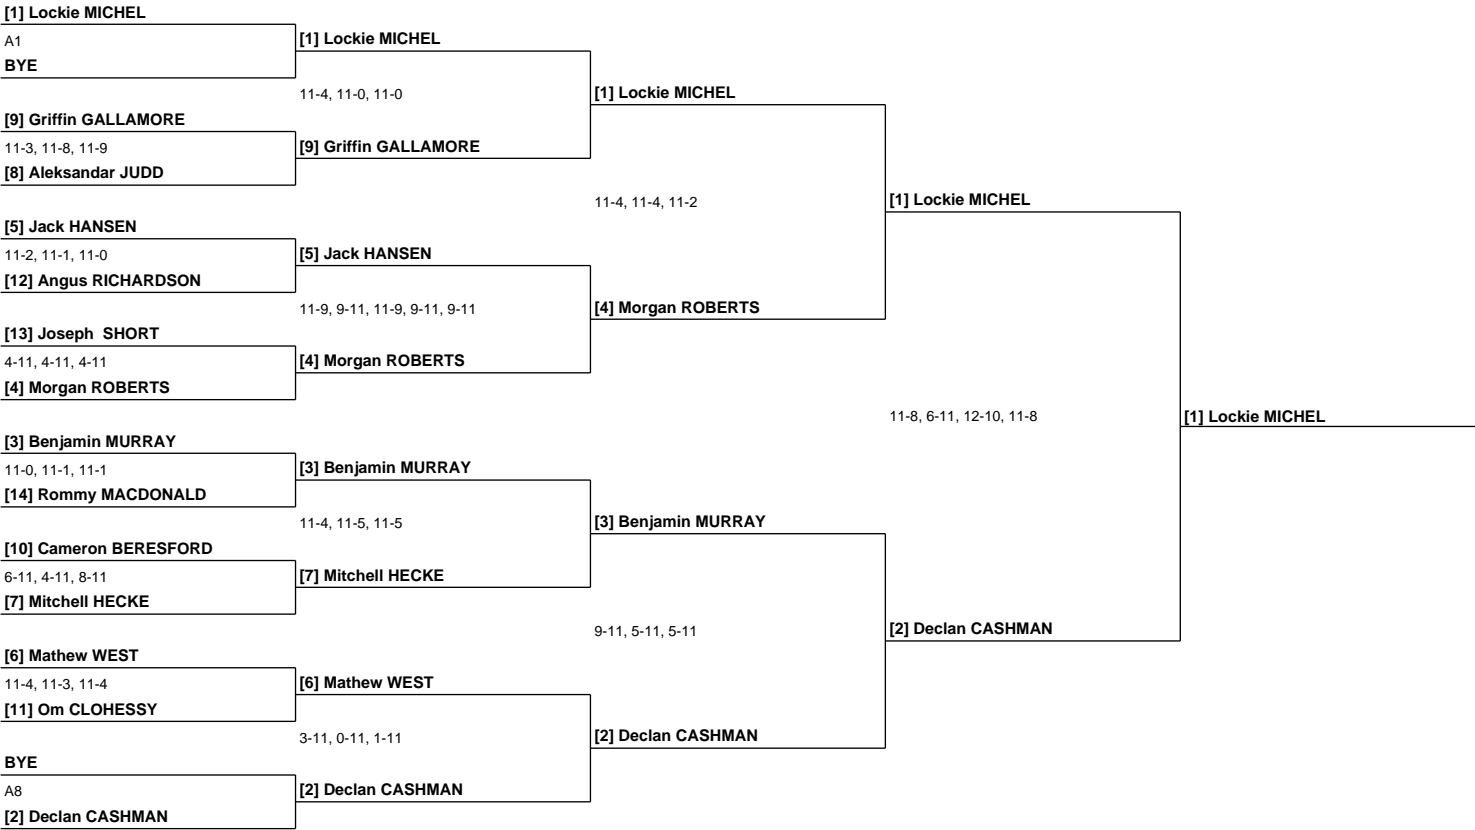 [1] Lockie MICHEL
A1
BYE
[1] Lockie MICHEL
11-4, 11-0, 11-0
[9] Griffin GALLAMORE
11-3, 11-8, 11-9
[8] Aleksandar JUDD
[9] Griffin GALLAMORE
[1] Lockie MICHEL
11-4, 11-4, 11-2
[5] Jack HANSEN
11-2, 11-1, 11-0
[12] Angus RICHARDSON
[5] Jack HANSEN
11-9, 9-11, 11-9, 9-11, 9-11
[13] Joseph  SHORT
4-11, 4-11, 4-11
[4] Morgan ROBERTS
[4] Morgan ROBERTS
[4] Morgan ROBERTS
[1] Lockie MICHEL
11-8, 6-11, 12-10, 11-8
[1] Lockie MICHEL
[3] Benjamin MURRAY
11-0, 11-1, 11-1
[14] Rommy MACDONALD
[3] Benjamin MURRAY
11-4, 11-5, 11-5
[10] Cameron BERESFORD
6-11, 4-11, 8-11
[7] Mitchell HECKE
[7] Mitchell HECKE
[3] Benjamin MURRAY
9-11, 5-11, 5-11
[2] Declan CASHMAN
[6] Mathew WEST
11-4, 11-3, 11-4
[11] Om CLOHESSY
[6] Mathew WEST
3-11, 0-11, 1-11
[2] Declan CASHMAN
BYE
A8
[2] Declan CASHMAN
[2] Declan CASHMAN